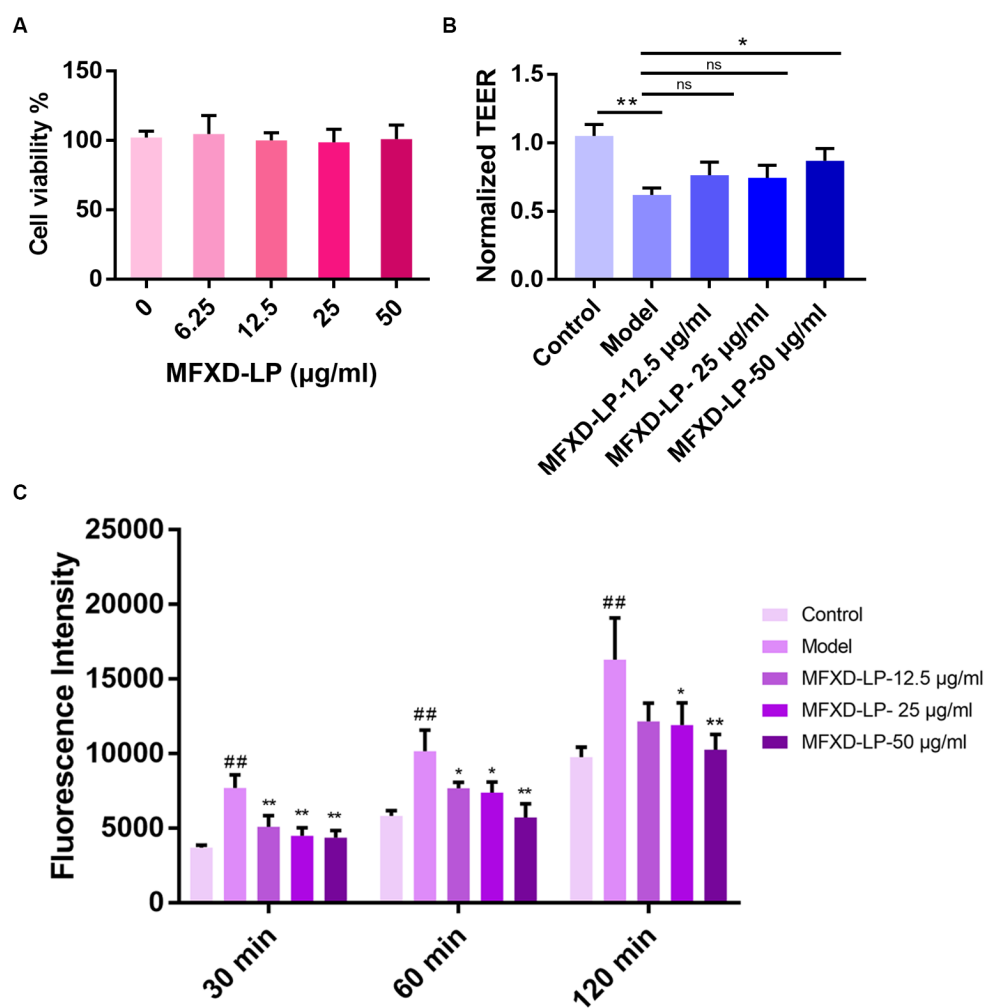 A
150
100
50
0
Cell viability %
0
6.25
12.5
25
50
MFXD-LP (µg/ml)
B
*
ns
ns
**
1.5
1.0
0.5
0.0
Normalized TEER
Control
Model
MFXD-LP-12.5 µg/ml
MFXD-LP- 25 µg/ml
MFXD-LP-50 µg/ml
C
25000
20000
15000
10000
5000
0
Fluorescence Intensity
##
**
**
**
##
*
*
**
##
*
**
30 min
60 min
120 min
Control
Model
MFXD-LP-12.5 µg/ml
MFXD-LP- 25 µg/ml
MFXD-LP-50 µg/ml